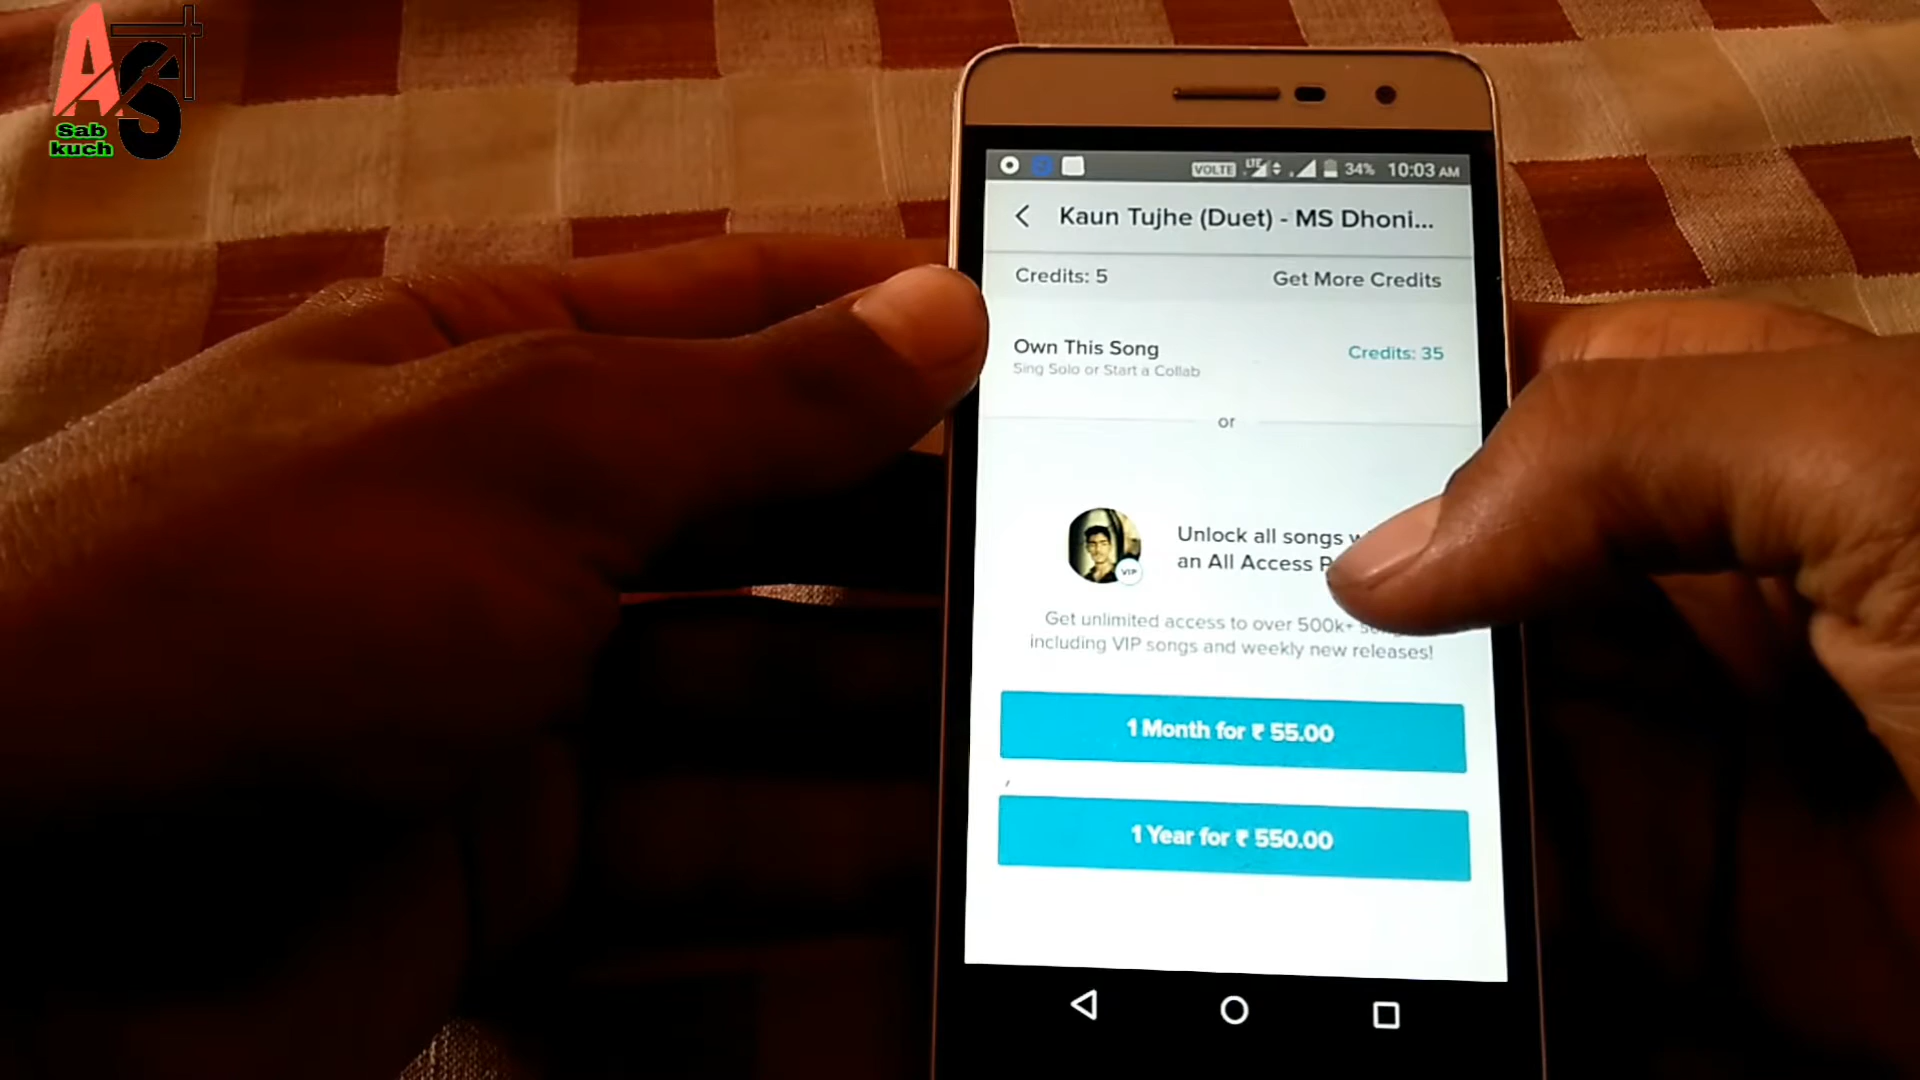 AST
Sab
kuch
VOLTE LTE 34% 10:03 AM
Kaun Tujhe (Duet) - MS Dhoni...
Credits: 5 Get More Credits
Own This Song Credits: 35
Sing Solo or Start a Collab
or
Unlock all songs
an All Access
VIP
Get unlimited access to over 500k+
including VIP songs and weekly new releases!
1 Month for ₹ 55.00
1 Year for ₹ 550.00